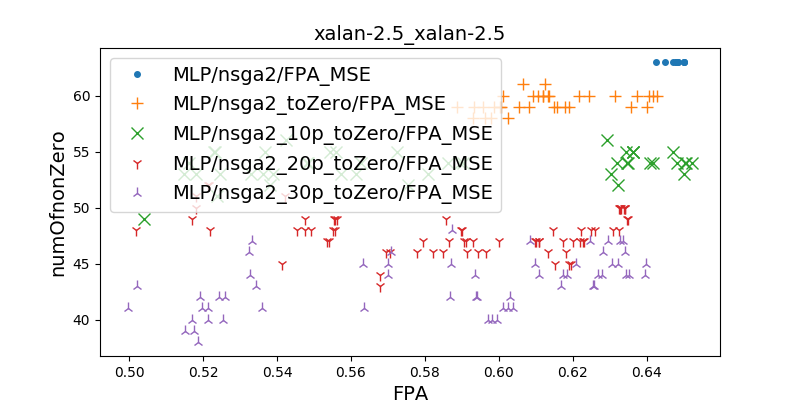 xalan-2.5_xalan-2.5
MLP/nsga2/FPA_MSE
MLP/nsga2_toZero/FPA_MSE
MLP/nsga2_10p_toZero/FPA_MSE
MLP/nsga2_20p_toZero/FPA_MSE
MLP/nsga2_30p_toZero/FPA_MSE
numOfnonZero
60
55
50
45
40
0.50 0.52 0.54 0.56 0.58 0.60 0.62 0.64
FPA